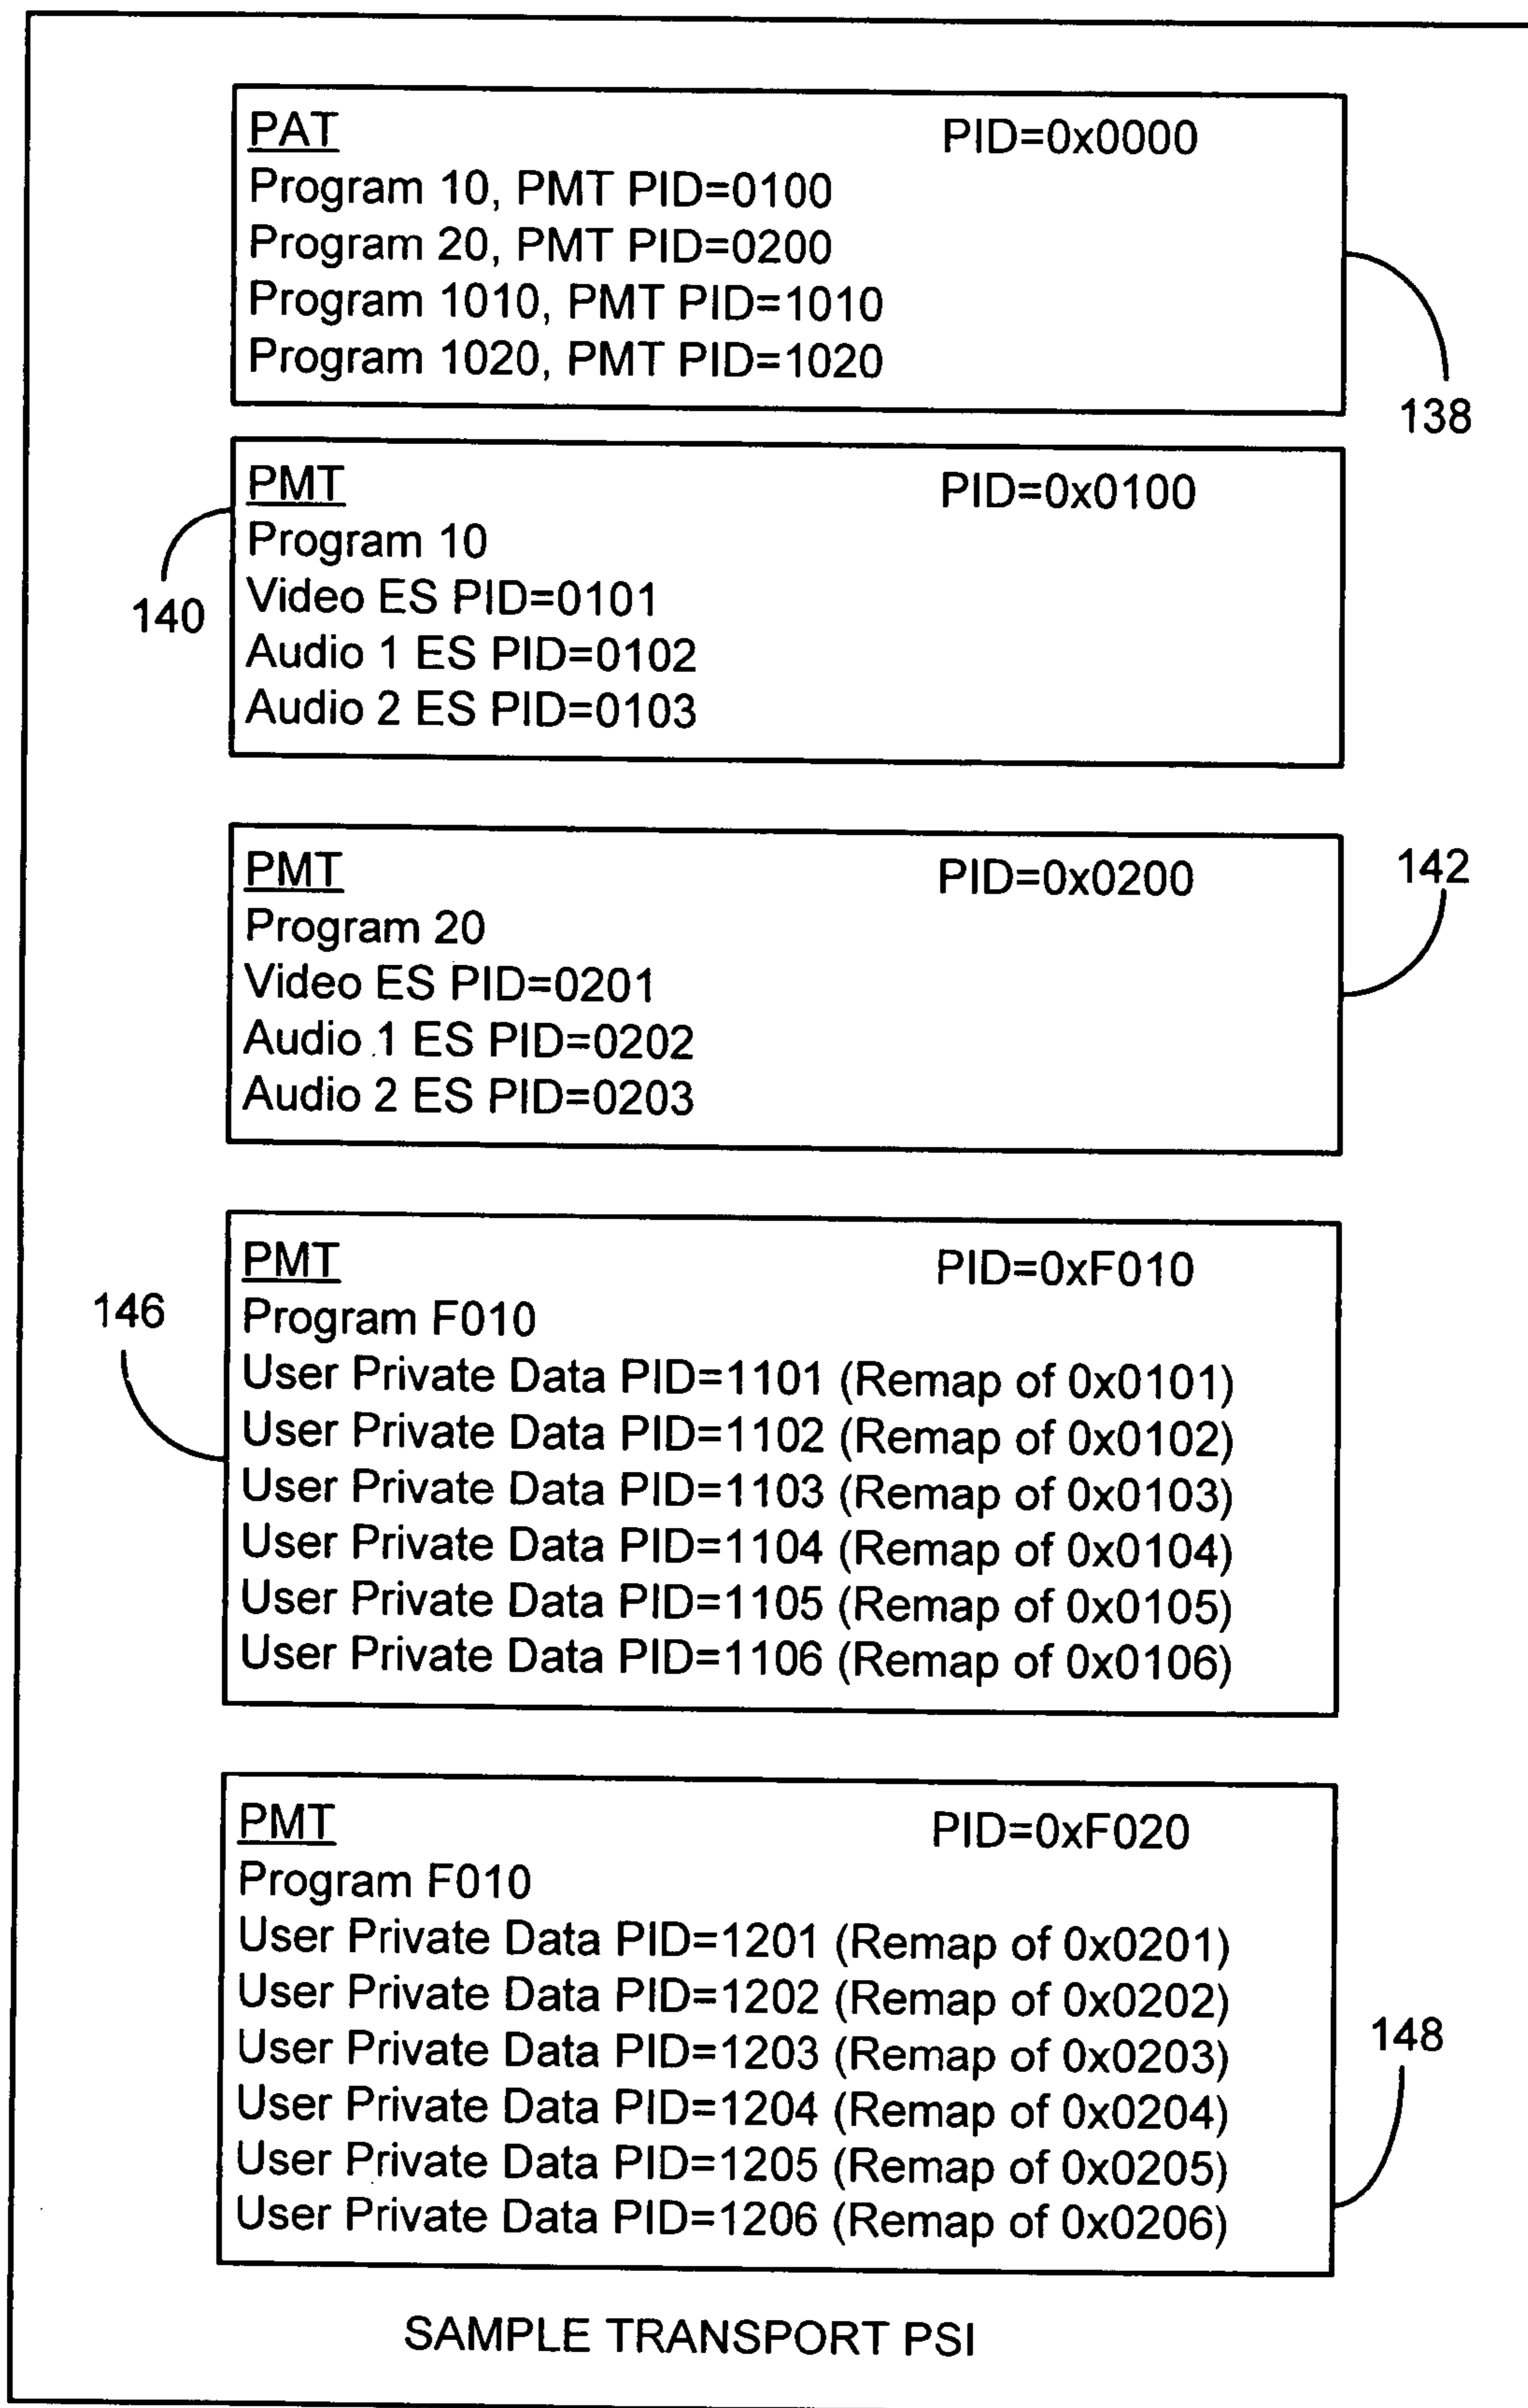 PAT PID=0x0000
Program 10, PMT PID=0100
Program 20, PMT PID=0200
Program 1010, PMT PID=1010
Program 1020, PMT PID=1020
138
PMT PID=0x0100
Program 10
Video ES PID=0101
Audio 1 ES PID=0102
Audio 2 ES PID=0103
140
PMT PID=0x0200
Program 20
Video ES PID=0201
Audio 1 ES PID=0202
Audio 2 ES PID=0203
142
PMT PID=0xF010
Program F010
User Private Data PID=1101 (Remap of 0x0101)
User Private Data PID=1102 (Remap of 0x0102)
User Private Data PID=1103 (Remap of 0x0103)
User Private Data PID=1104 (Remap of 0x0104)
User Private Data PID=1105 (Remap of 0x0105)
User Private Data PID=1106 (Remap of 0x0106)
146
PMT PID=0xF020
Program F010
User Private Data PID=1201 (Remap of 0x0201)
User Private Data PID=1202 (Remap of 0x0202)
User Private Data PID=1203 (Remap of 0x0203)
User Private Data PID=1204 (Remap of 0x0204)
User Private Data PID=1205 (Remap of 0x0205)
User Private Data PID=1206 (Remap of 0x0206)
148
SAMPLE TRANSPORT PSI